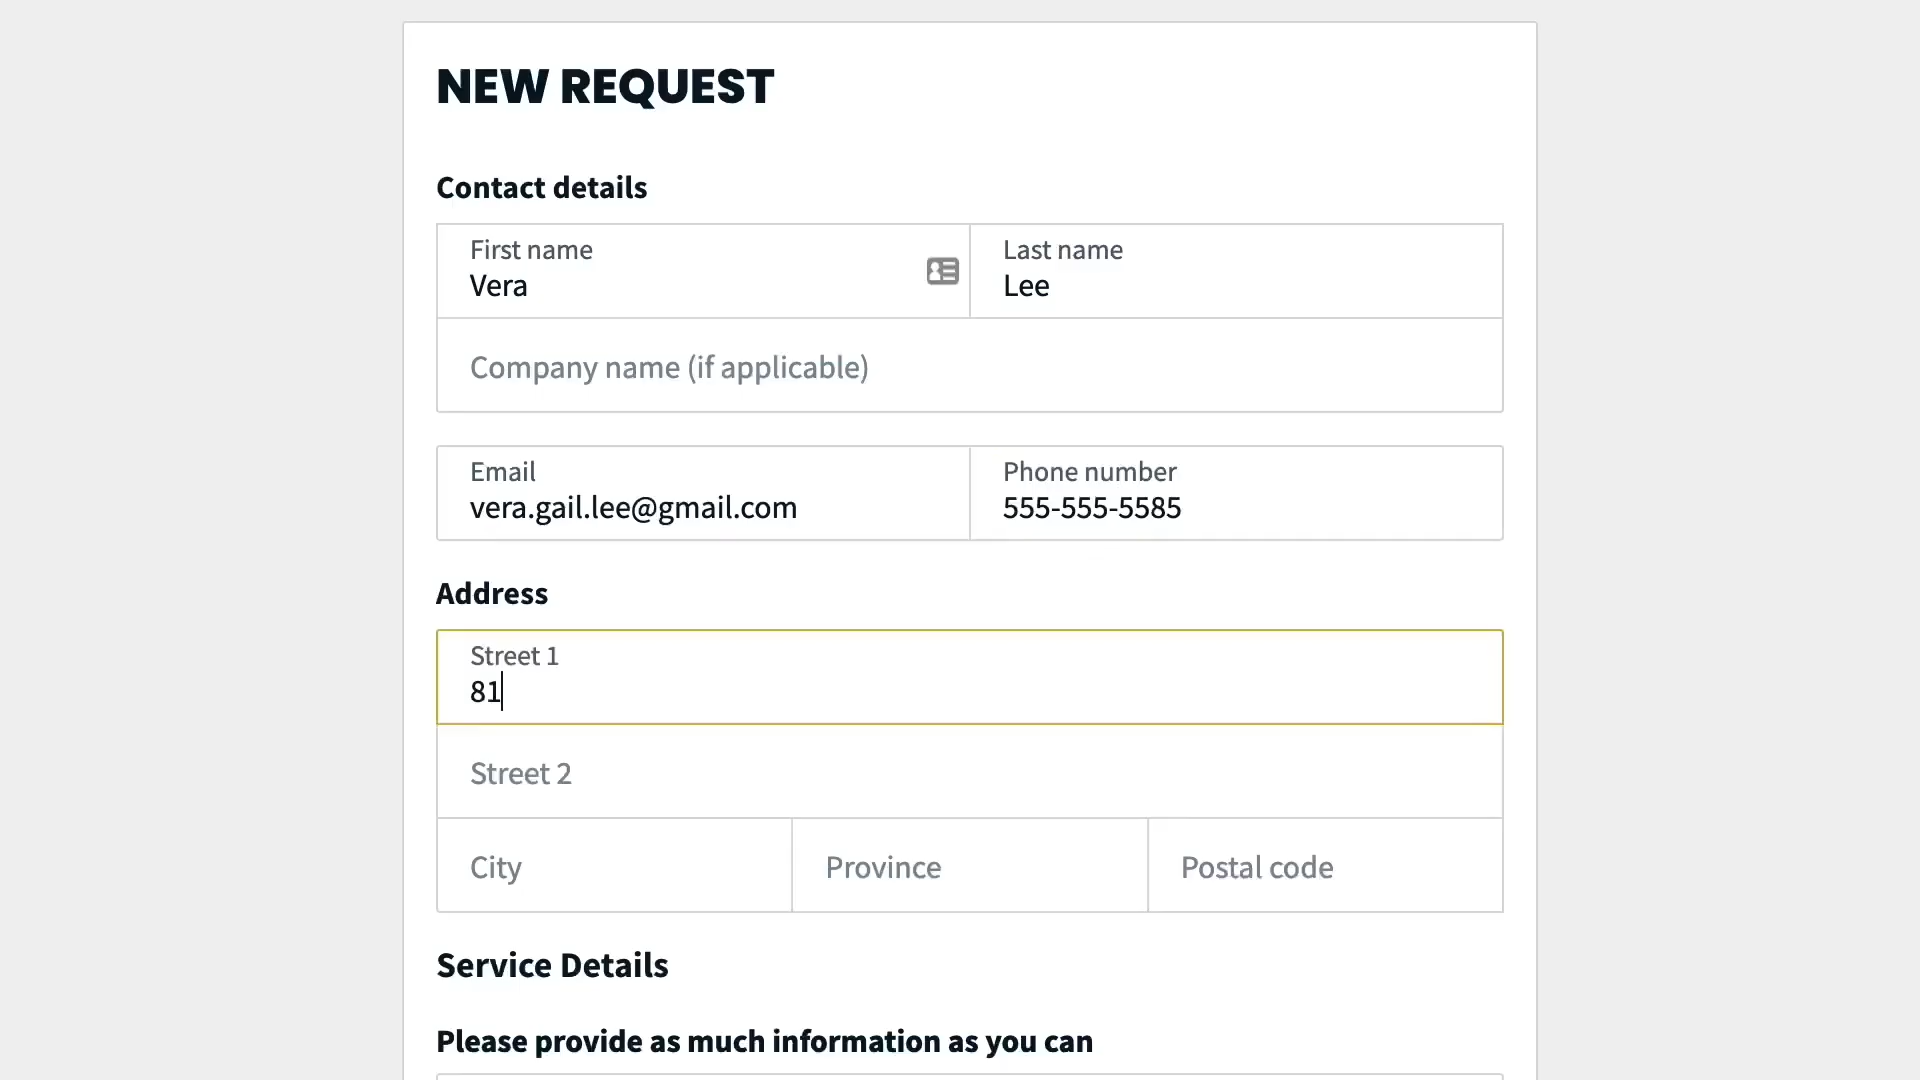 NEW REQUEST
Contact details
First name
Vera
Last name
Lee
Company name (if applicable)
Email
vera.gail.lee@gmail.com
Phone number
555-555-5585
Address
Street 1
81
Street 2
City
Province
Postal code
Service Details
Please provide as much information as you can